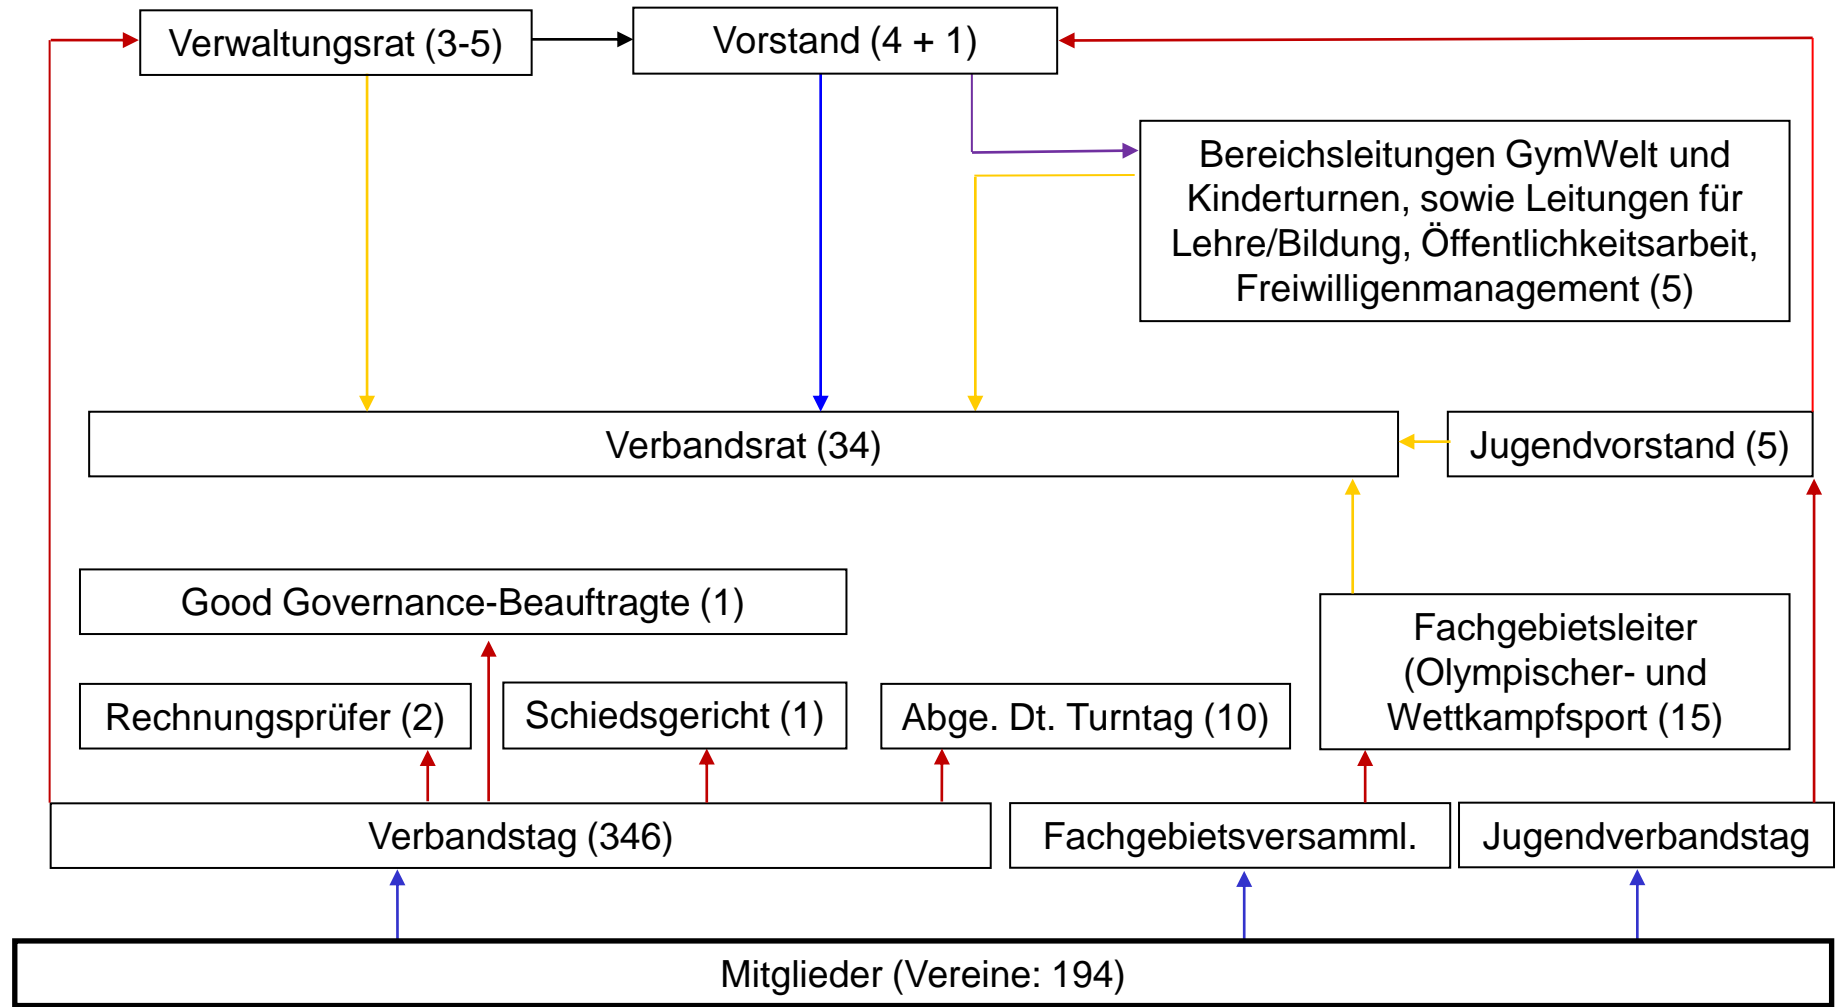 Verwaltungsrat (3-5)
Vorstand (4 + 1)
Bereichsleitungen GymWelt und
Kinderturnen, sowie Leitungen für
Lehre/Bildung, Öffentlichkeitsarbeit,
Freiwilligenmanagement (5)
Verbandsrat (34)
Jugendvorstand (5)
Good Governance-Beauftragte (1)
Fachgebietsleiter
(Olympischer- und
Wettkampfsport (15)
Rechnungsprüfer (2)
Schiedsgericht (1)
Abge. Dt. Turntag (10)
Verbandstag (346)
Fachgebietsversamml.
Jugendverbandstag
Mitglieder (Vereine: 194)